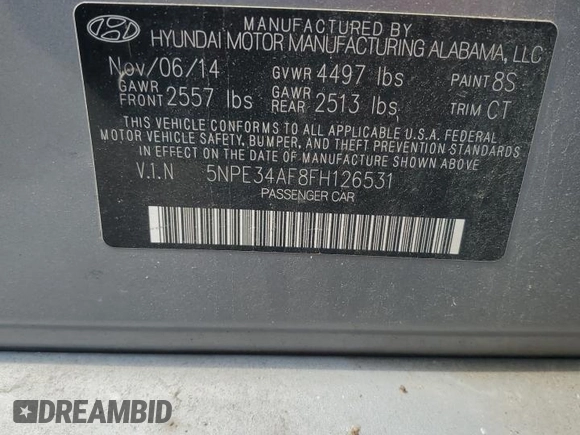 MANUFACTURED BY
HYUNDAI MOTOR MANUFACTURING ALABAMA, LLC
Nov/06/14 GVWR 4497 lbs PAINT 8S
GAWR FRONT 2557 lbs GAWR REAR 2513 lbs TRIM CT
THIS VEHICLE CONFORMS TO ALL APPLICABLE U.S.A. FEDERAL
MOTOR VEHICLE SAFETY, BUMPER, AND THEFT PREVENTION STANDARDS
IN EFFECT ON THE DATE OF MANUFACTURE SHOWN ABOVE.
V.I.N 5NPE34AF8FH126531
PASSENGER CAR
DREAMBID